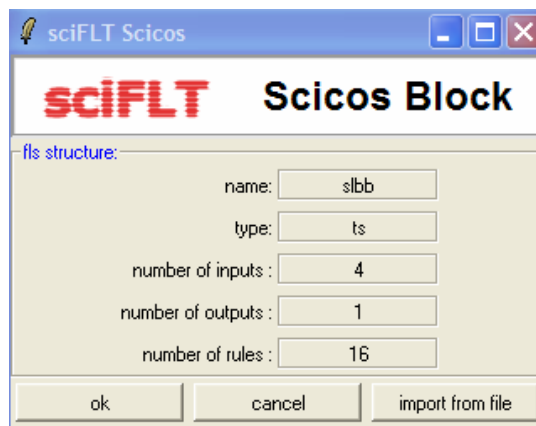 sciFLT Scicos
sciFLT Scicos Block
fls structure:
name: slbb
type: ts
number of inputs : 4
number of outputs : 1
number of rules : 16
ok cancel import from file